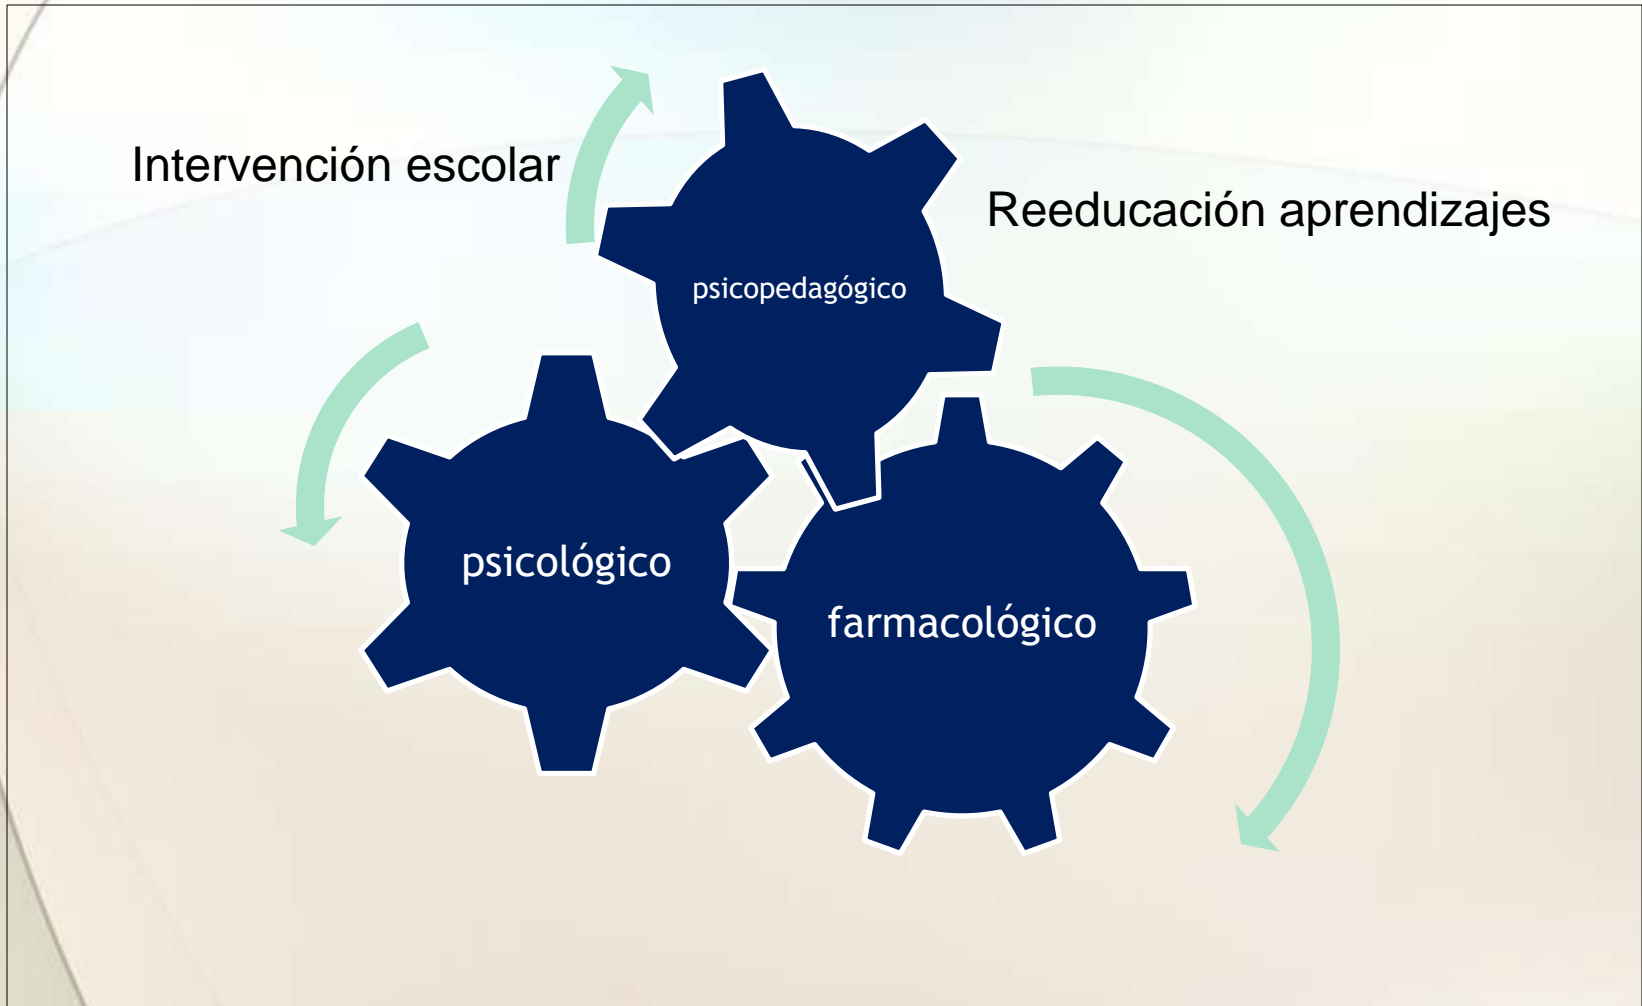 Intervención escolar
Reeducación aprendizajes
psicopedagógico
psicológico
farmacológico